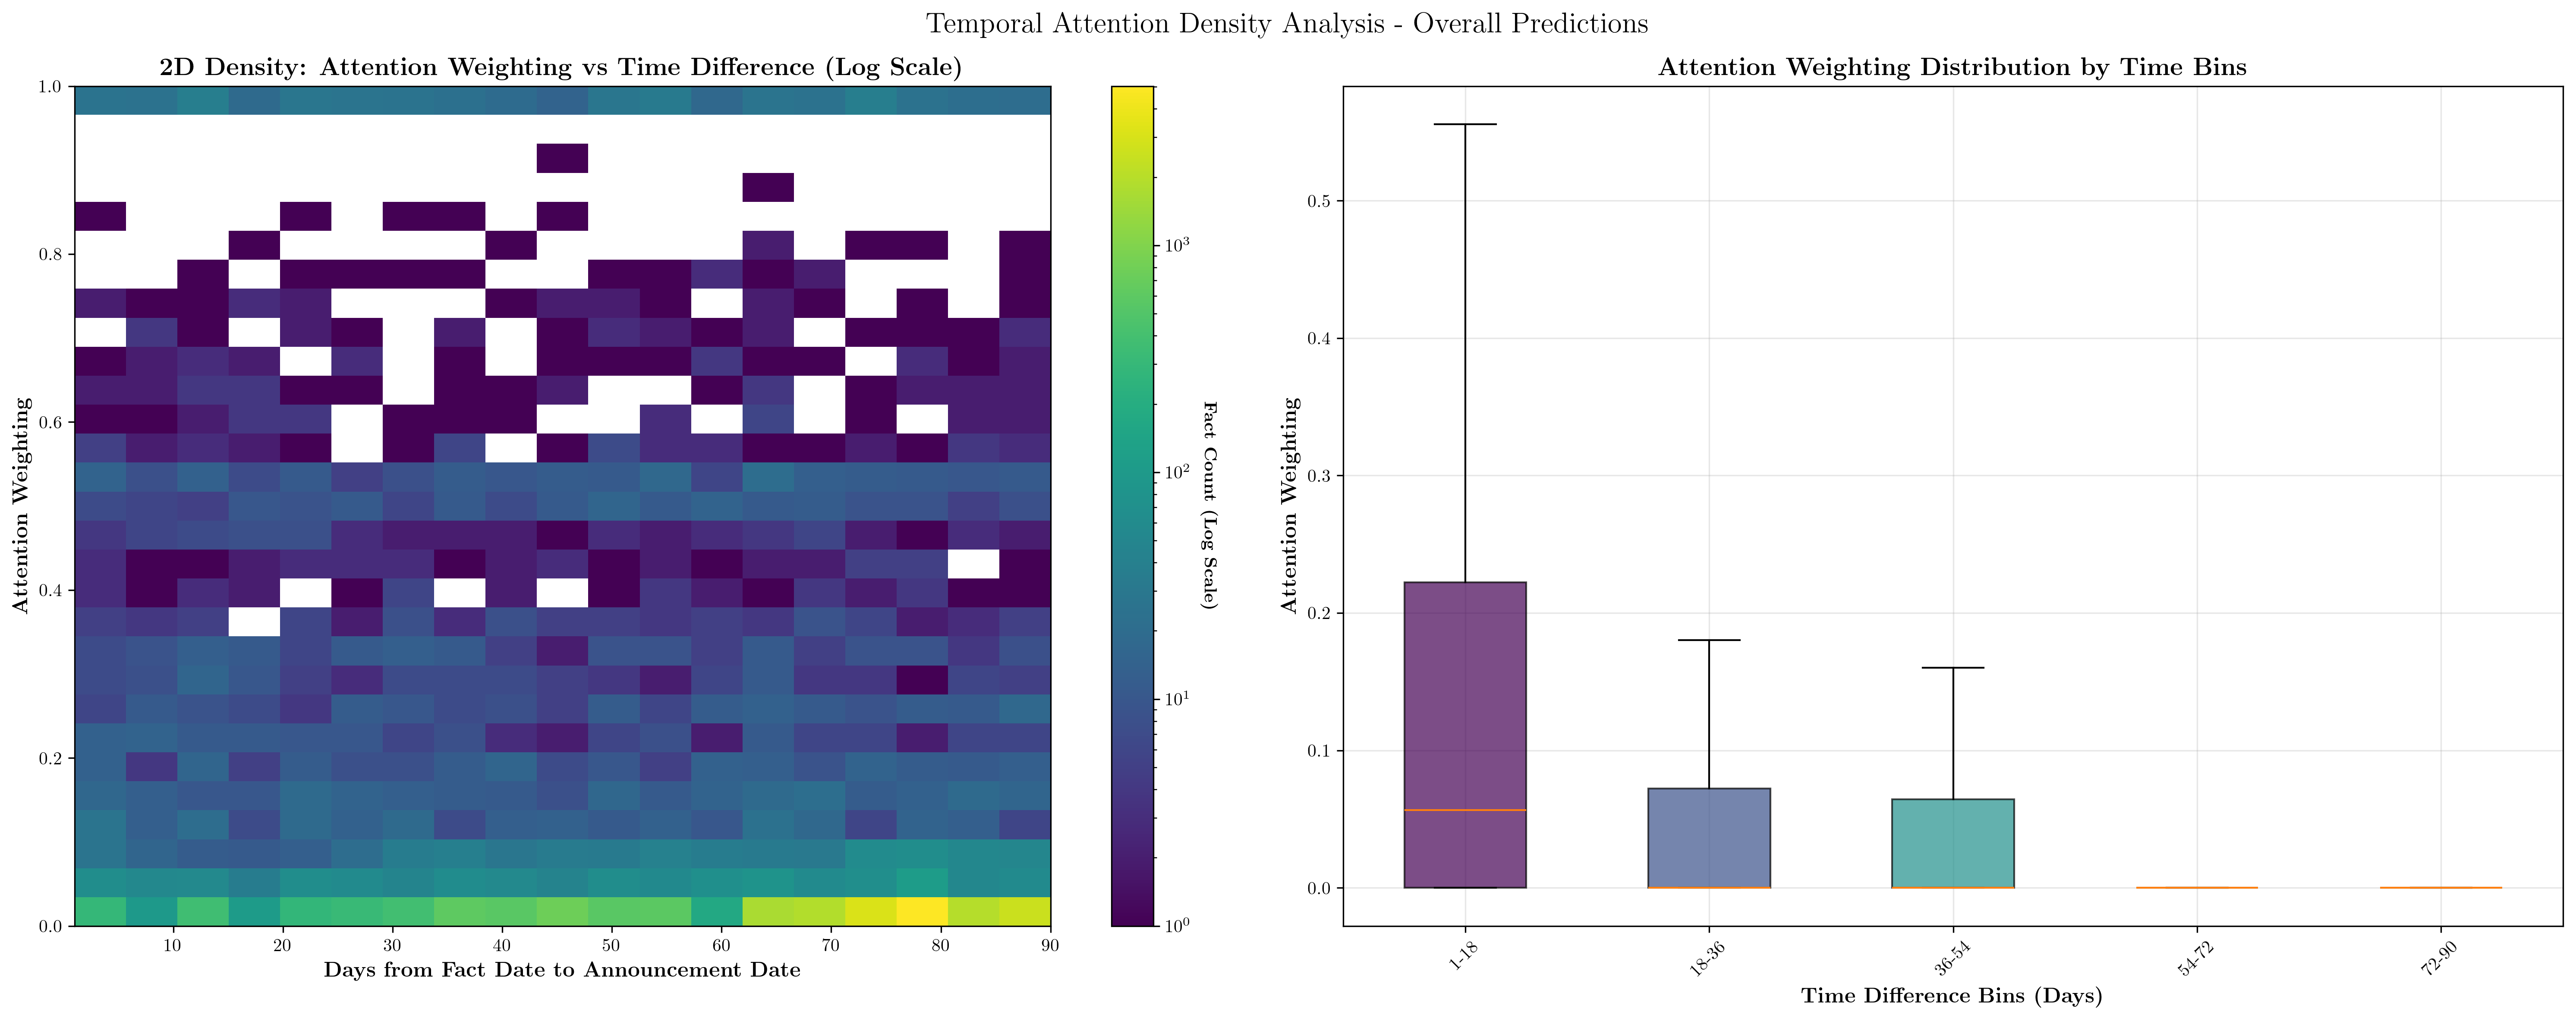 Temporal Attention Density Analysis - Overall Predictions
2D Density: Attention Weighting vs Time Difference (Log Scale)
1.0
0.8
0.6
0.4
0.2
0.0
Attention Weighting
10 20 30 40 50 60 70 80 90
Days from Fact Date to Announcement Date
10³
10²
10¹
10⁰
Fact Count (Log Scale)
Attention Weighting Distribution by Time Bins
0.5
0.4
0.3
0.2
0.1
0.0
Attention Weighting
1-18 18-36 36-54 54-72 72-90
Time Difference Bins (Days)